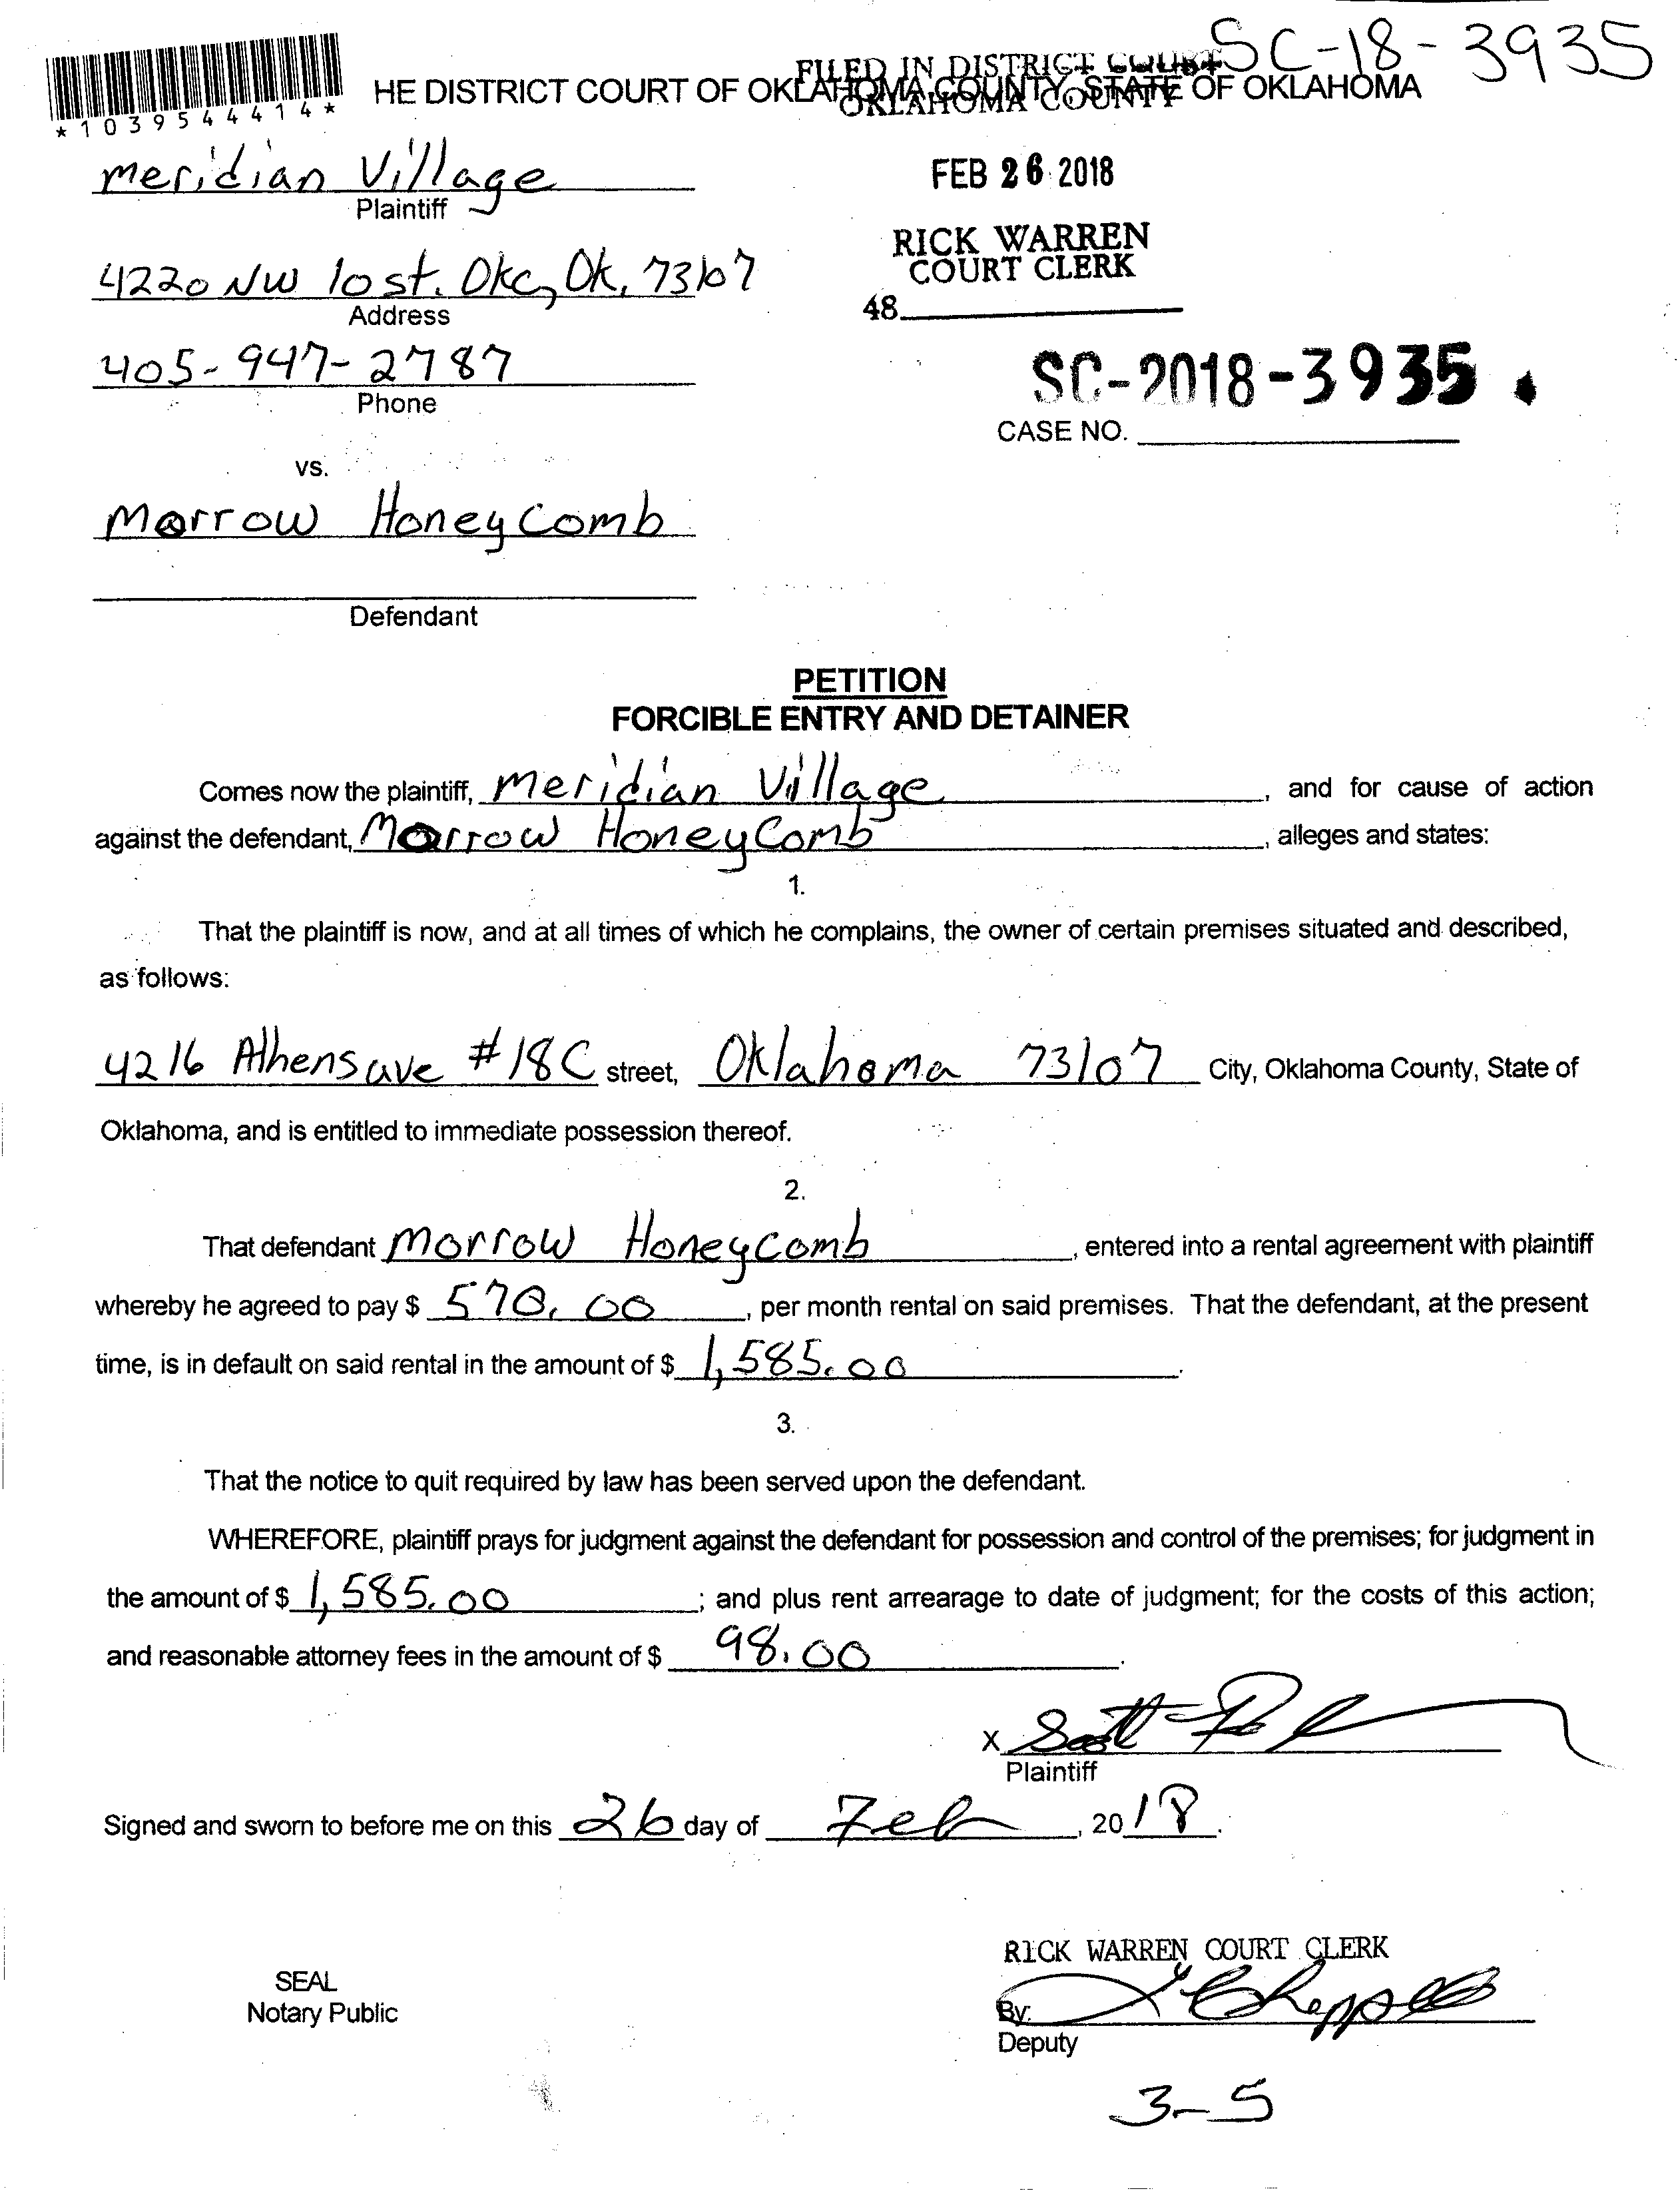 SC-18-3935
*1039544414*
HE DISTRICT COURT OF OKLAHOMA COUNTY, STATE OF OKLAHOMA
FILED IN DISTRICT COURT
OKLAHOMA COUNTY
meridian Village
Plaintiff
FEB 26 2018
RICK WARREN
COURT CLERK
4220 NW 10 st. Okc, Ok, 73107
Address
48
405-947-2787
Phone
SC-2018-3935
CASE NO.
vs.
Morrow Honeycomb
Defendant
PETITION
FORCIBLE ENTRY AND DETAINER
Comes now the plaintiff, meridian Village, and for cause of action
against the defendant, Morrow Honeycomb, alleges and states:
1.
That the plaintiff is now, and at all times of which he complains, the owner of certain premises situated and described,
as follows:
4216 Athens ave #18C street, Oklahoma 73107 City, Oklahoma County, State of
Oklahoma, and is entitled to immediate possession thereof.
2.
That defendant Morrow Honeycomb, entered into a rental agreement with plaintiff
whereby he agreed to pay $ 570.00, per month rental on said premises. That the defendant, at the present
time, is in default on said rental in the amount of $ 1,585.00.
3.
That the notice to quit required by law has been served upon the defendant.
WHEREFORE, plaintiff prays for judgment against the defendant for possession and control of the premises; for judgment in
the amount of $ 1,585.00; and plus rent arrearage to date of judgment; for the costs of this action;
and reasonable attorney fees in the amount of $ 98.00.
X Scott
Plaintiff
Signed and sworn to before me on this 26 day of Feb, 2018.
RICK WARREN COURT CLERK
SEAL
Notary Public
By:
Deputy
3-5